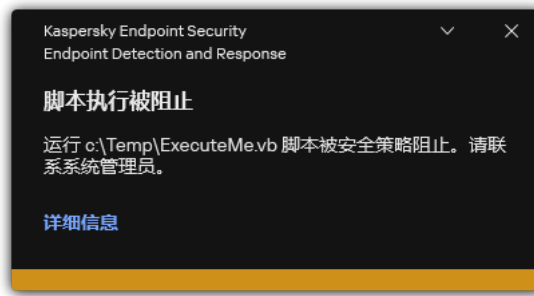 Kaspersky Endpoint Security
Endpoint Detection and Response
脚本执行被阻止
运行 c:\Temp\ExecuteMe.vb 脚本被安全策略阻止。请联
系系统管理员。
详细信息